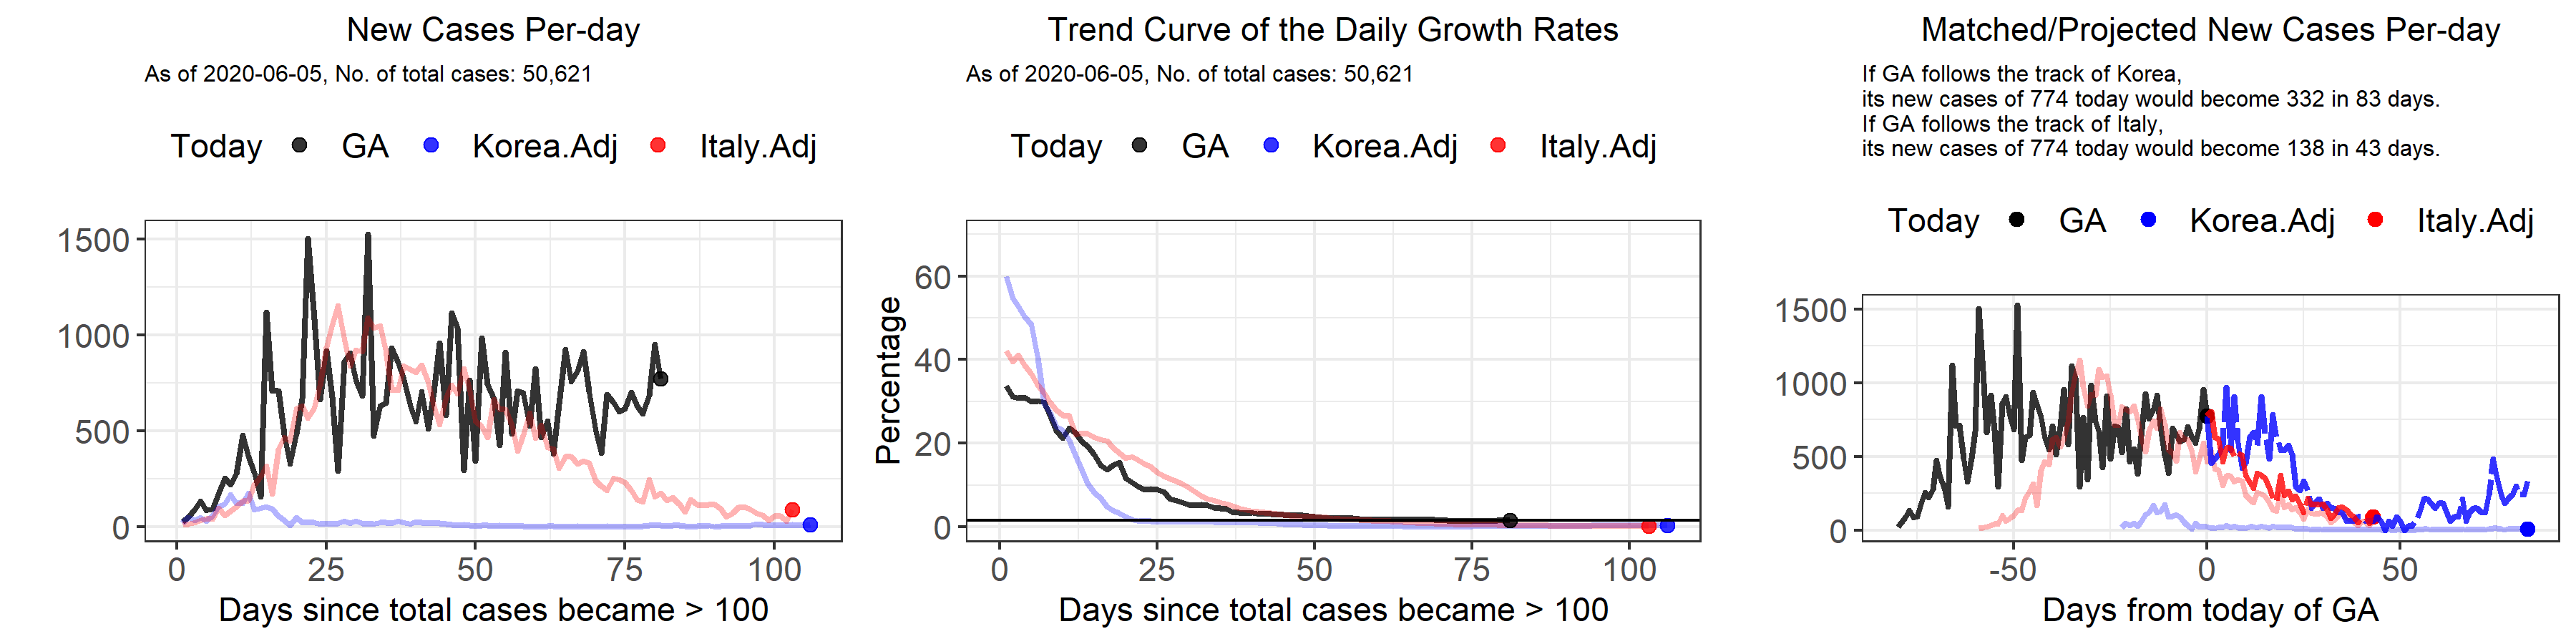 New Cases Per-day
As of 2020-06-05, No. of total cases: 50,621
Today GA Korea.Adj Italy.Adj
1500
1000
500
0
0 25 50 75 100
Days since total cases became > 100
Trend Curve of the Daily Growth Rates
As of 2020-06-05, No. of total cases: 50,621
Today GA Korea.Adj Italy.Adj
Percentage
60
40
20
0
0 25 50 75 100
Days since total cases became > 100
Matched/Projected New Cases Per-day
If GA follows the track of Korea,
its new cases of 774 today would become 332 in 83 days.
If GA follows the track of Italy,
its new cases of 774 today would become 138 in 43 days.
Today GA Korea.Adj Italy.Adj
1500
1000
500
0
-50 0 50
Days from today of GA